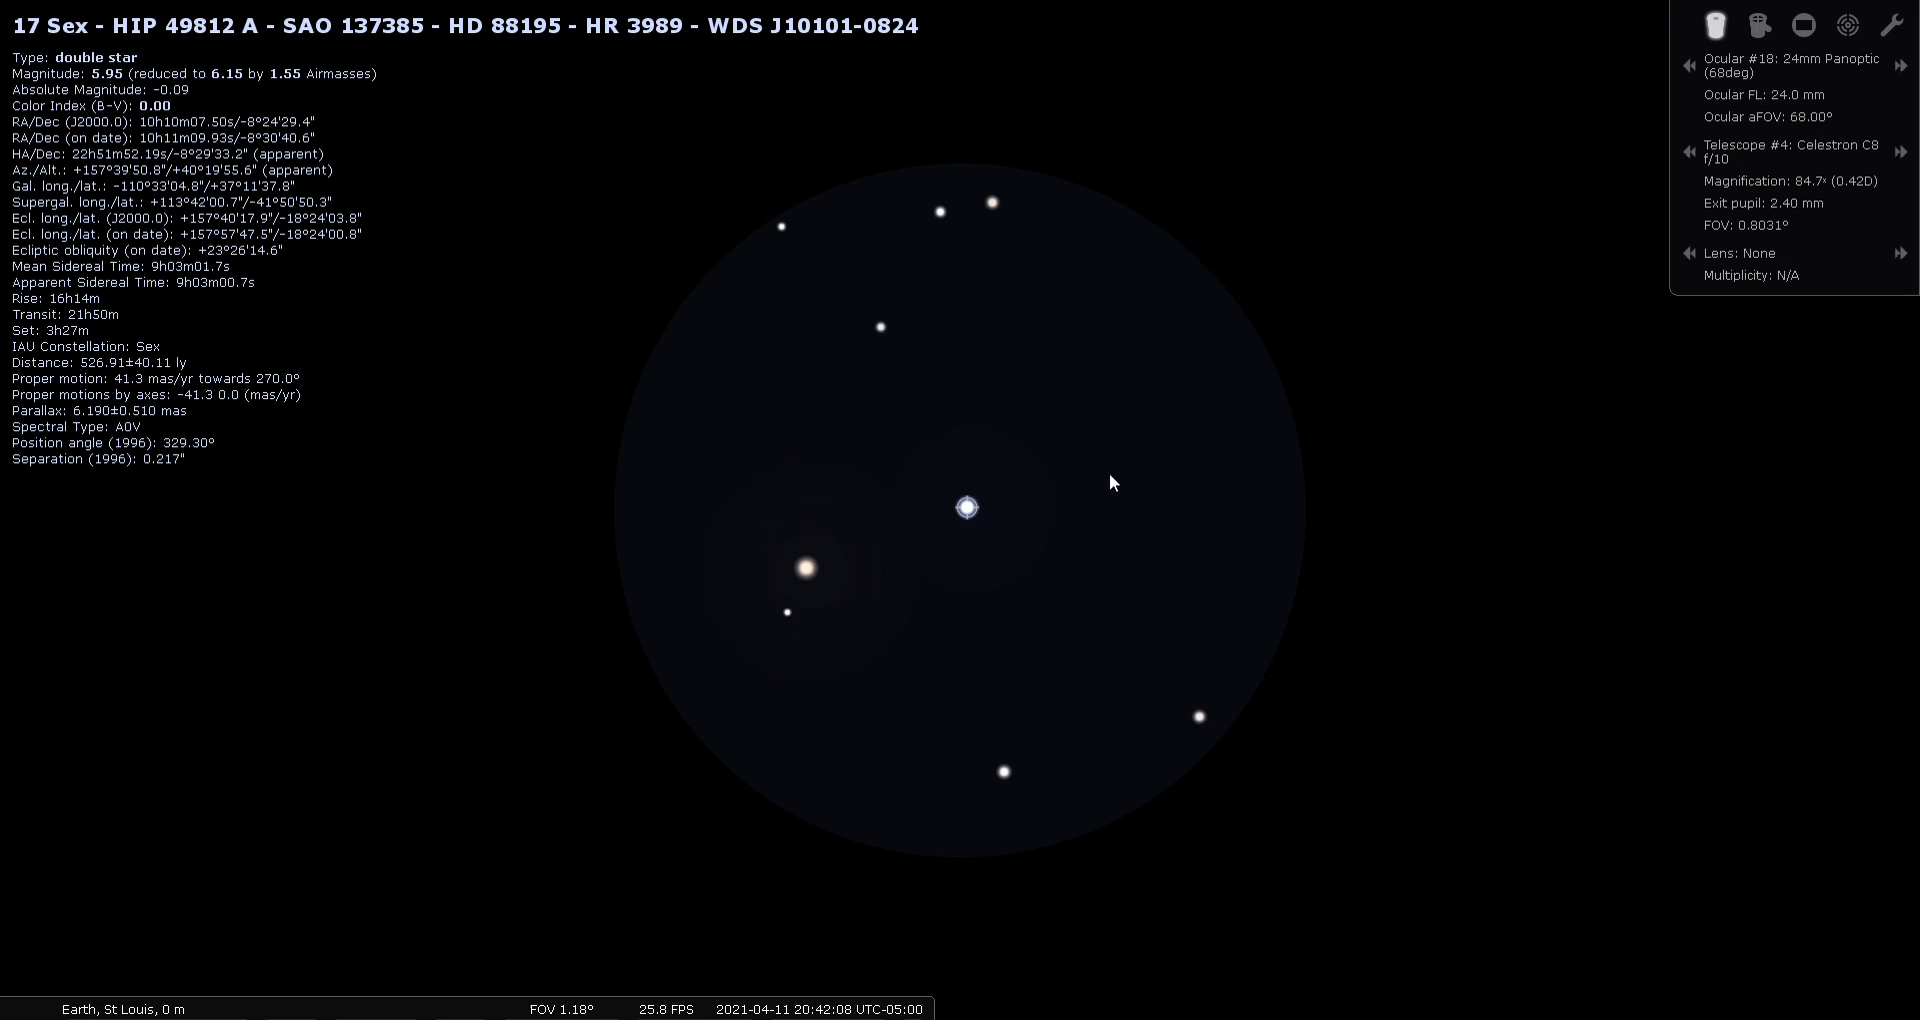 17 Sex - HIP 49812 A - SAO 137385 - HD 88195 - HR 3989 - WDS J10101-0824
Type: double star
Magnitude: 5.95 (reduced to 6.15 by 1.55 Airmasses)
Absolute Magnitude: -0.09
Color Index (B-V): 0.00
RA/Dec (J2000.0): 10h10m07.50s/-8°24'29.4"
RA/Dec (on date): 10h11m09.93s/-8°30'40.6"
HA/Dec: 22h51m52.19s/-8°29'33.2" (apparent)
Az./Alt.: +157°39'50.8"/+40°19'55.6" (apparent)
Gal. long./lat.: -110°33'04.8"/+37°11'37.8"
Supergal. long./lat.: +113°42'00.7"/-41°50'50.3"
Ecl. long./lat. (J2000.0): +157°40'17.9"/-18°24'03.8"
Ecl. long./lat. (on date): +157°57'47.5"/-18°24'00.8"
Ecliptic obliquity (on date): +23°26'14.6"
Mean Sidereal Time: 9h03m01.7s
Apparent Sidereal Time: 9h03m00.7s
Rise: 16h14m
Transit: 21h50m
Set: 3h27m
IAU Constellation: Sex
Distance: 526.91±40.11 ly
Proper motion: 41.3 mas/yr towards 270.0°
Proper motions by axes: -41.3 0.0 (mas/yr)
Parallax: 6.190±0.510 mas
Spectral Type: A0V
Position angle (1996): 329.30°
Separation (1996): 0.217"
Ocular #18: 24mm Panoptic
(68deg)
Ocular FL: 24.0 mm
Ocular aFOV: 68.00°
Telescope #4: Celestron C8
f/10
Magnification: 84.7ˣ (0.42D)
Exit pupil: 2.40 mm
FOV: 0.8031°
Lens: None
Multiplicity: N/A
Earth, St Louis, 0 m FOV 1.18° 25.8 FPS 2021-04-11 20:42:08 UTC-05:00